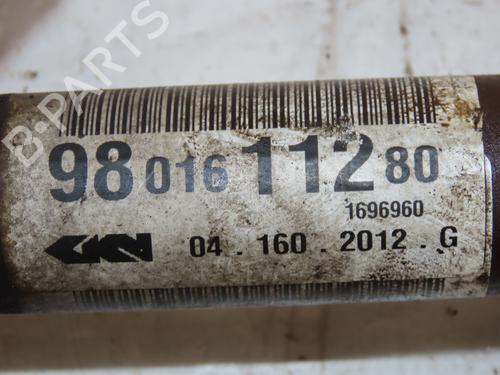 B-PARTS
98 016 112 80
1696960
GKN 04 . 160 . 2012 . G